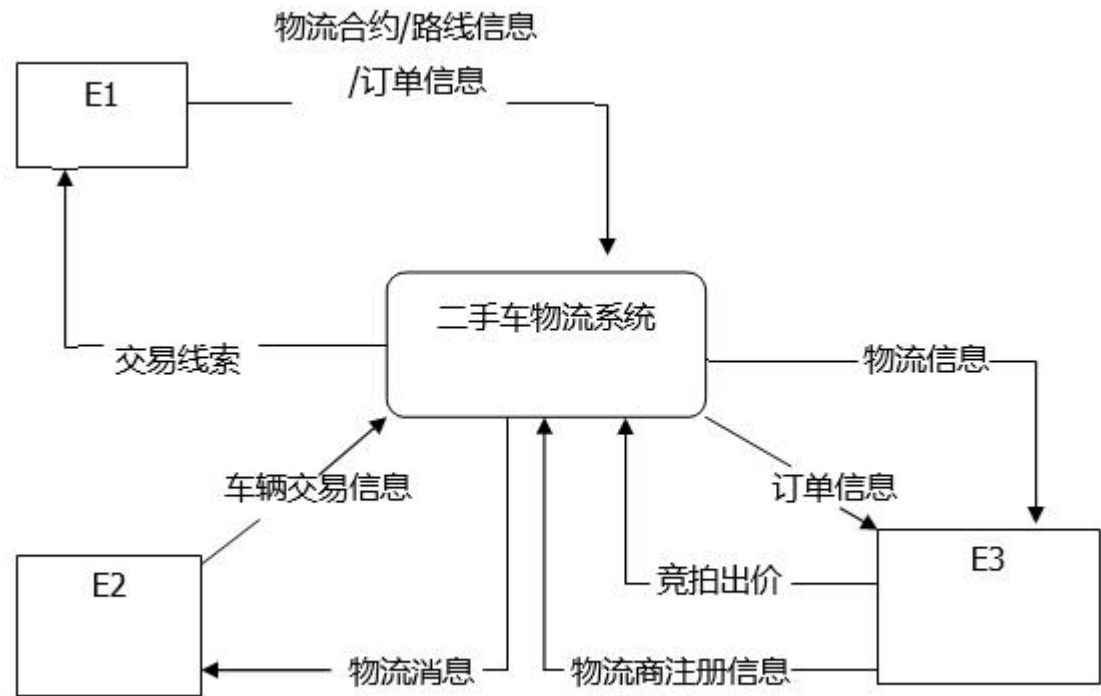 物流合约/路线信息
/订单信息
E1
二手车物流系统
交易线索
物流信息
车辆交易信息
订单信息
E2
E3
竞拍出价
物流消息
物流商注册信息